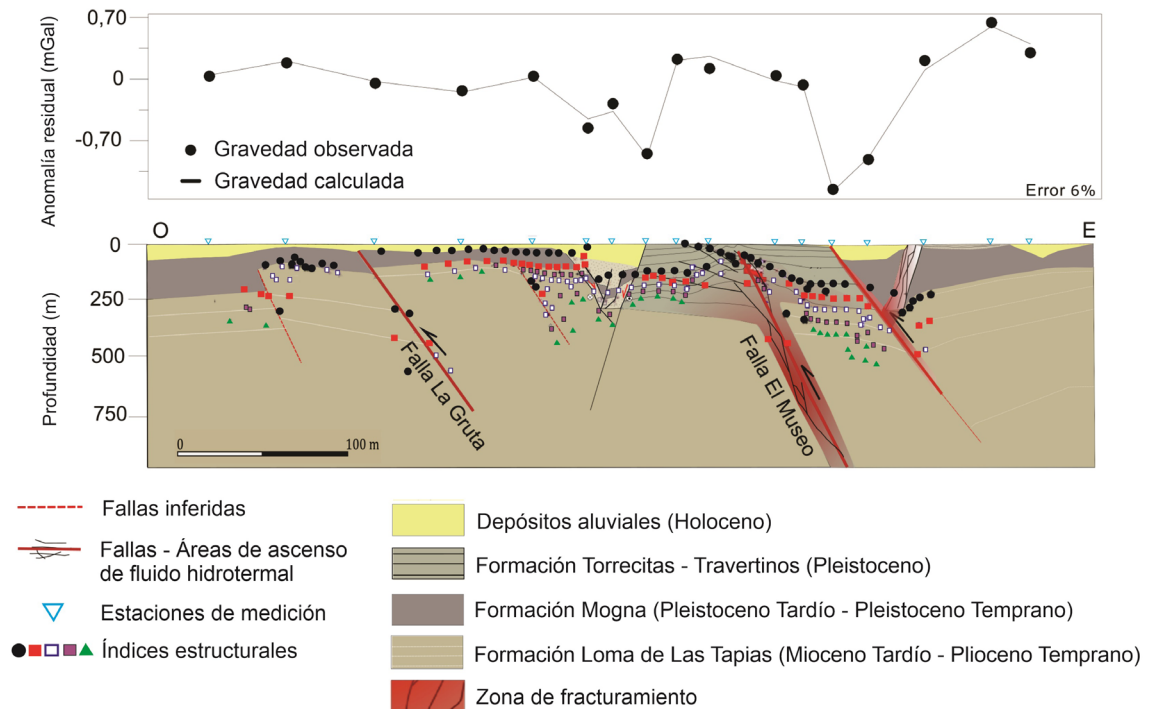 Anomalía residual (mGal)
0,70
0
-0,70
Gravedad observada
Gravedad calculada
Error 6%
O
E
Profundidad (m)
0
250
500
750
Falla La Gruta
Falla El Museo
0
100 m
Fallas inferidas
Fallas - Áreas de ascenso
de fluido hidrotermal
Estaciones de medición
Índices estructurales
Depósitos aluviales (Holoceno)
Formación Torrecitas - Travertinos (Pleistoceno)
Formación Mogna (Pleistoceno Tardío - Pleistoceno Temprano)
Formación Loma de Las Tapias (Mioceno Tardío - Plioceno Temprano)
Zona de fracturamiento